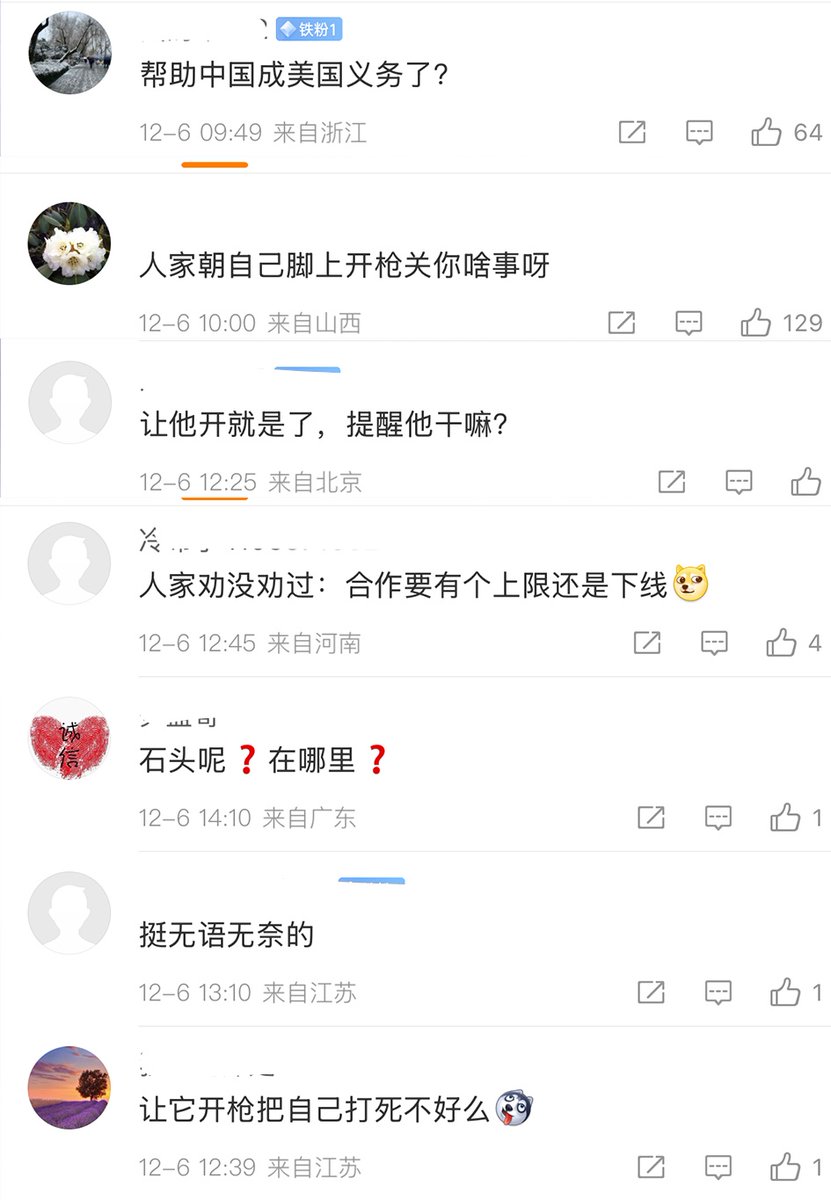 铁粉1
帮助中国成美国义务了?
12-6 09:49 来自浙江
64
人家朝自己脚上开枪关你啥事呀
12-6 10:00 来自山西
129
让他开就是了，提醒他干嘛?
12-6 12:25 来自北京
人家劝没劝过：合作要有个上限还是下线
12-6 12:45 来自河南
4
诚信
石头呢❓在哪里❓
12-6 14:10 来自广东
1
挺无语无奈的
12-6 13:10 来自江苏
1
让它开枪把自己打死不好么
12-6 12:39 来自江苏
1